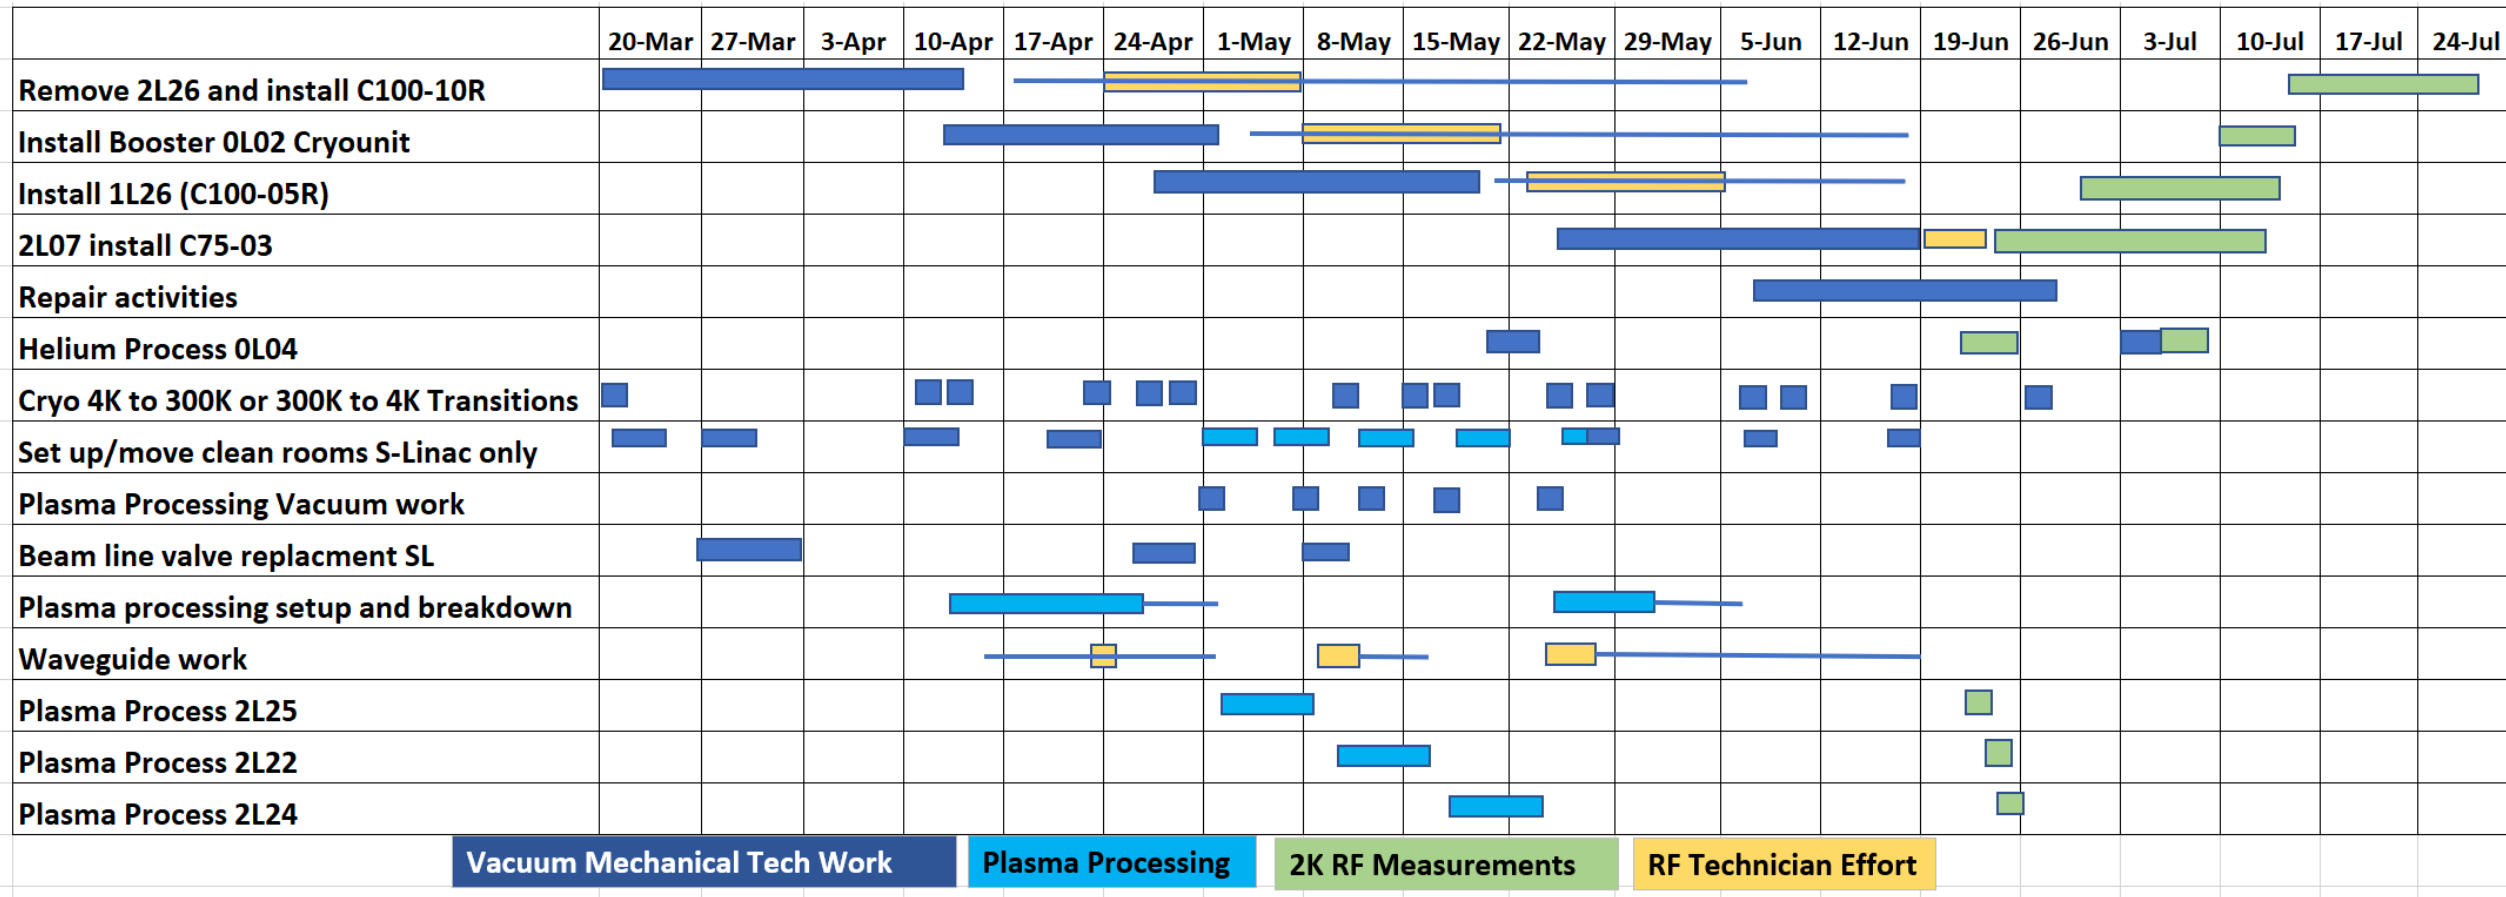 20-Mar 27-Mar 3-Apr 10-Apr 17-Apr 24-Apr 1-May 8-May 15-May 22-May 29-May 5-Jun 12-Jun 19-Jun 26-Jun 3-Jul 10-Jul 17-Jul 24-Jul
Remove 2L26 and install C100-10R
Install Booster 0L02 Cryounit
Install 1L26 (C100-05R)
2L07 install C75-03
Repair activities
Helium Process 0L04
Cryo 4K to 300K or 300K to 4K Transitions
Set up/move clean rooms S-Linac only
Plasma Processing Vacuum work
Beam line valve replacment SL
Plasma processing setup and breakdown
Waveguide work
Plasma Process 2L25
Plasma Process 2L22
Plasma Process 2L24
Vacuum Mechanical Tech Work Plasma Processing 2K RF Measurements RF Technician Effort